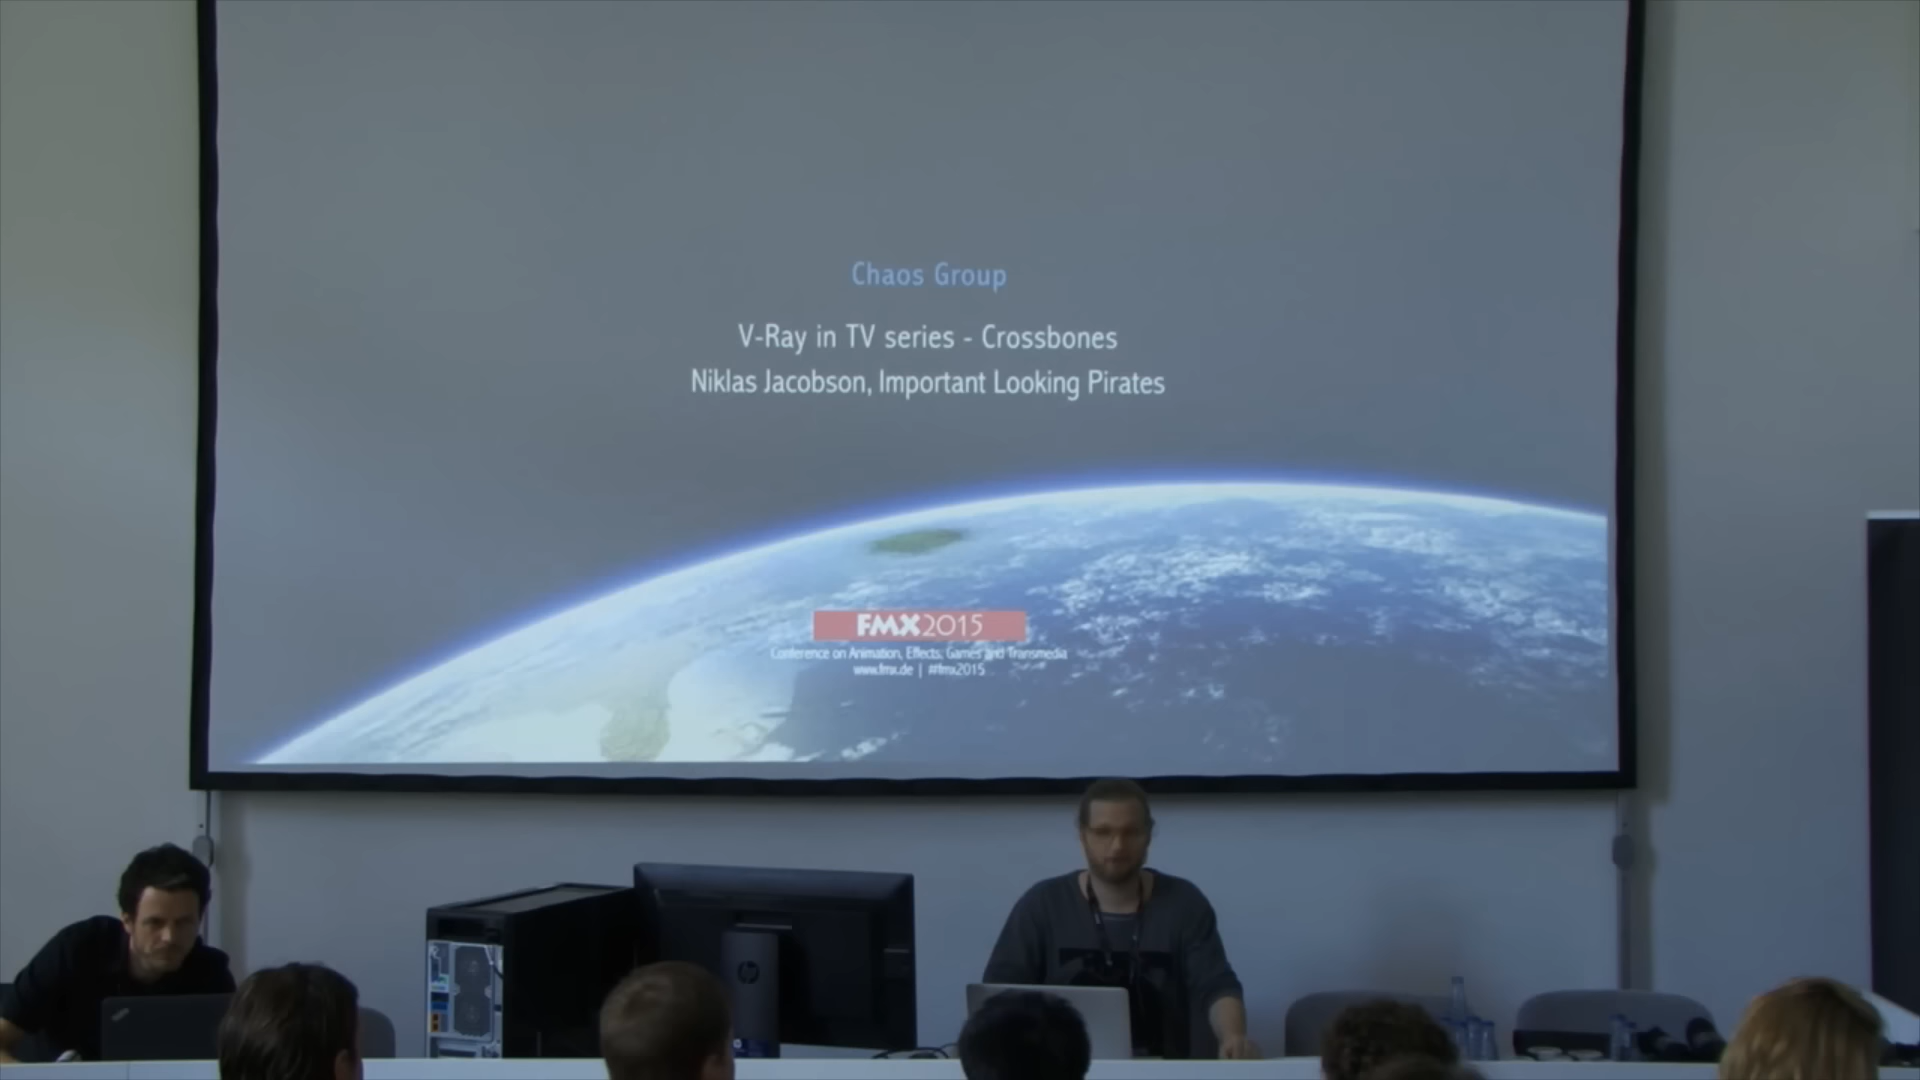 Chaos Group
V-Ray in TV series - Crossbones
Niklas Jacobson, Important Looking Pirates
FMX2015
Conference on Animation, Effects, Games and Transmedia
www.fmx.de | #fmx2015
hp